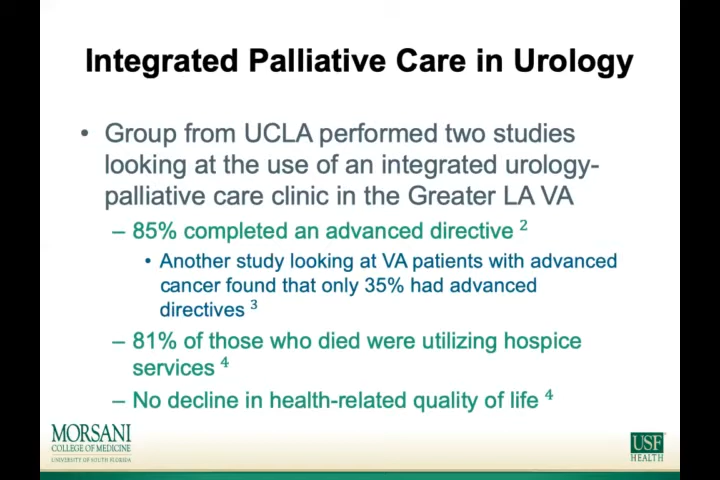 Integrated Palliative Care in Urology
• Group from UCLA performed two studies
looking at the use of an integrated urology-
palliative care clinic in the Greater LA VA
– 85% completed an advanced directive 2
• Another study looking at VA patients with advanced
cancer found that only 35% had advanced
directives 3
– 81% of those who died were utilizing hospice
services 4
– No decline in health-related quality of life 4
MORSANI
COLLEGE OF MEDICINE
UNIVERSITY OF SOUTH FLORIDA
USF
HEALTH